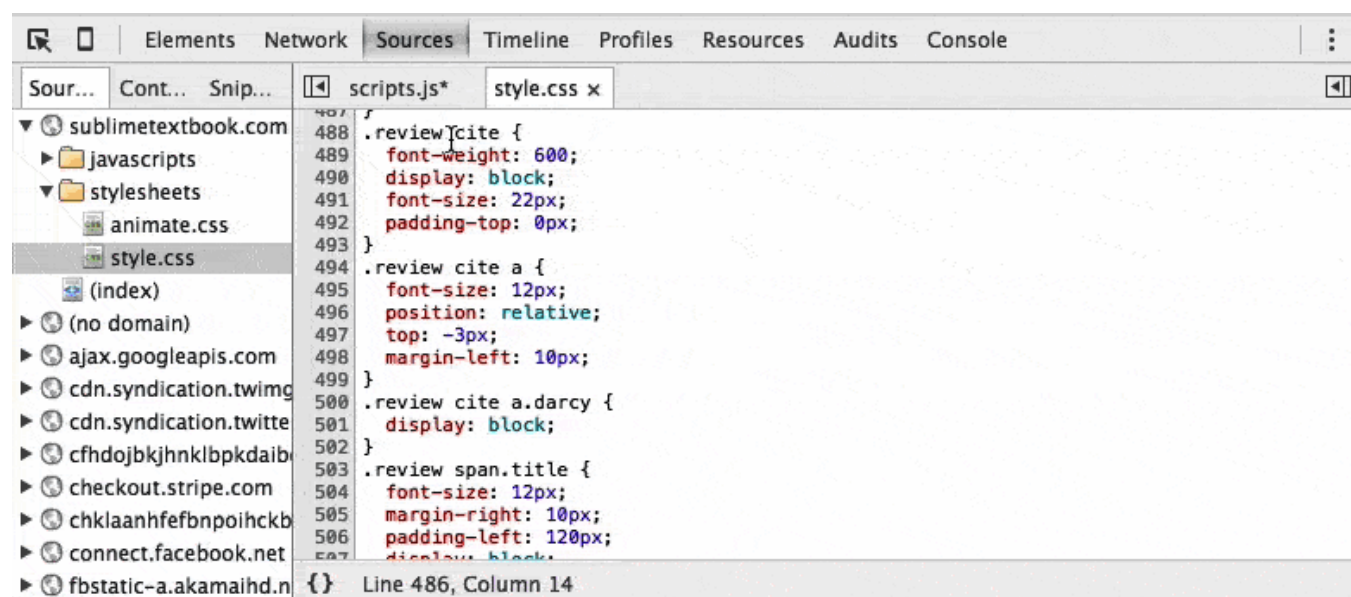 Elements Network Sources Timeline Profiles Resources Audits Console
Sour... Cont... Snip...
scripts.js* style.css ×
sublimetextbook.com
javascripts
stylesheets
animate.css
style.css
(index)
(no domain)
ajax.googleapis.com
cdn.syndication.twimg
cdn.syndication.twitte
cfhdojbkjhnklbpkdaib
checkout.stripe.com
chklaanhfefbnpoihckb
connect.facebook.net
fbstatic-a.akamaihd.n
487 }
488 .review cite {
489 font-weight: 600;
490 display: block;
491 font-size: 22px;
492 padding-top: 0px;
493 }
494 .review cite a {
495 font-size: 12px;
496 position: relative;
497 top: -3px;
498 margin-left: 10px;
499 }
500 .review cite a.darcy {
501 display: block;
502 }
503 .review span.title {
504 font-size: 12px;
505 margin-right: 10px;
506 padding-left: 120px;
507 display: block;
{} Line 486, Column 14